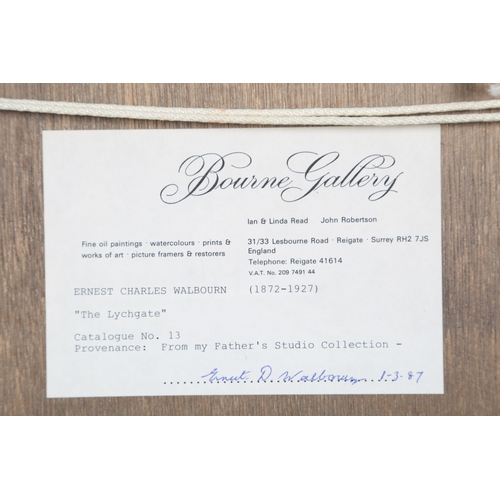 Bourne Gallery
Ian & Linda Read John Robertson
Fine oil paintings · watercolours · prints &
works of art · picture framers & restorers
31/33 Lesbourne Road · Reigate · Surrey RH2 7JS
England
Telephone: Reigate 41614
V.A.T. No. 209 7491 44
ERNEST CHARLES WALBOURN (1872-1927)
"The Lychgate"
Catalogue No. 13
Provenance: From my Father's Studio Collection -
Ernest D. Walbourn 1-3-87